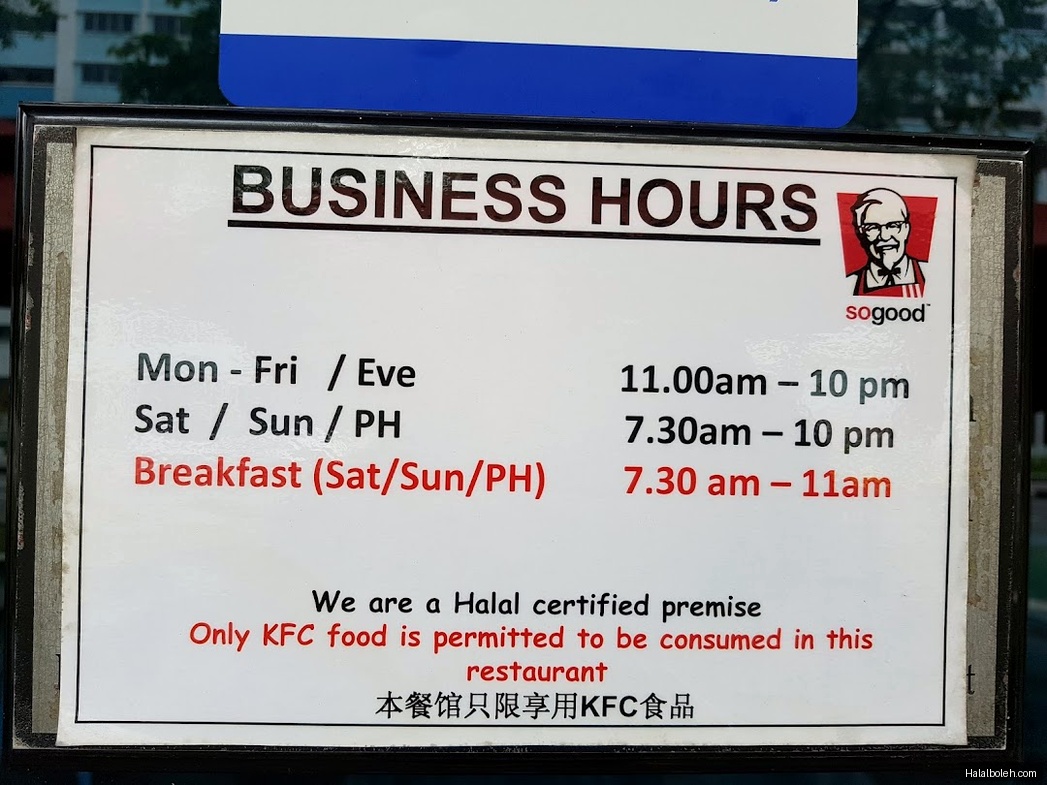 BUSINESS HOURS
sogood™
Mon - Fri / Eve 11.00am – 10 pm
Sat / Sun / PH 7.30am – 10 pm
Breakfast (Sat/Sun/PH) 7.30 am – 11am
We are a Halal certified premise
Only KFC food is permitted to be consumed in this
restaurant
本餐馆只限享用KFC食品
Halalboleh.com